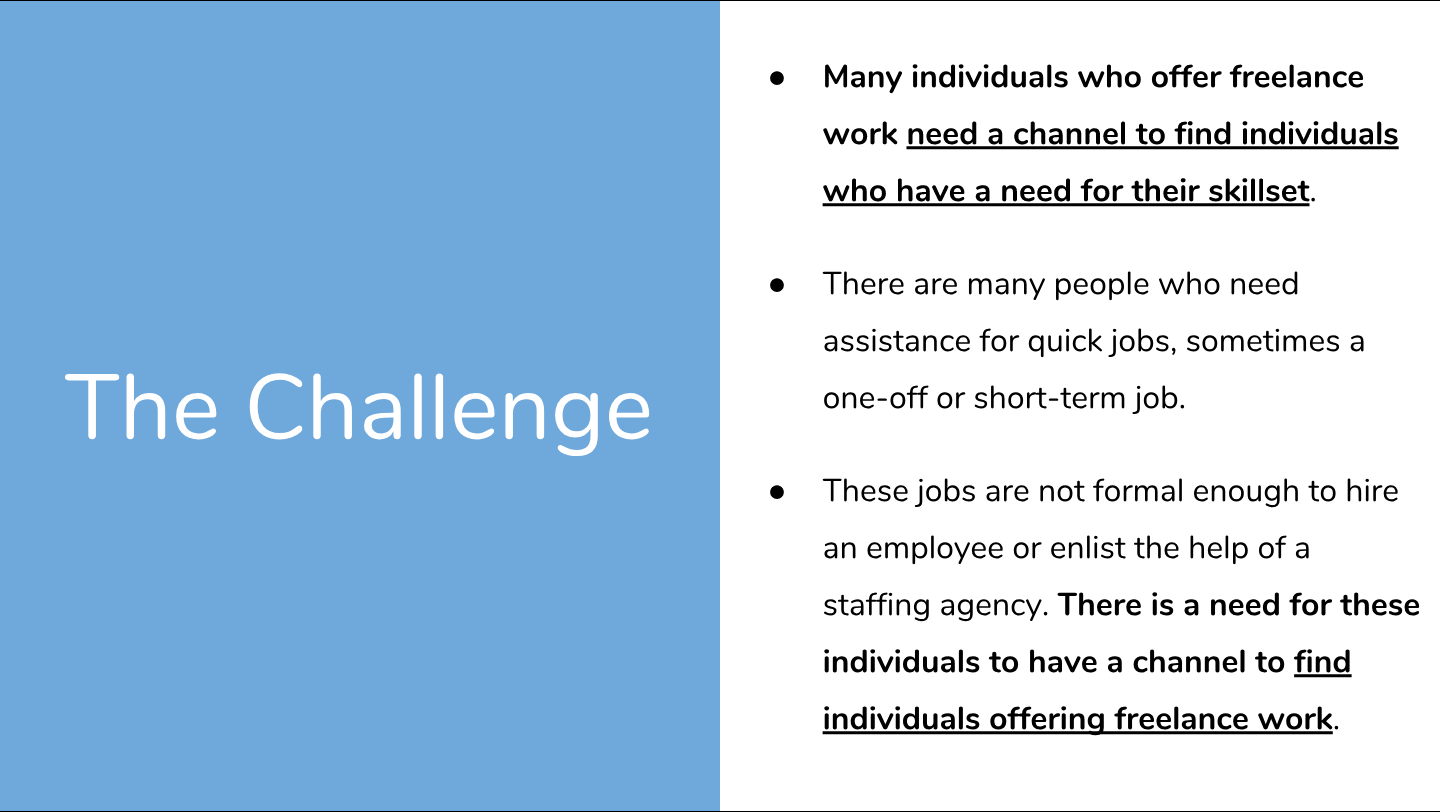 The Challenge
● Many individuals who offer freelance
work need a channel to find individuals
who have a need for their skillset.
● There are many people who need
assistance for quick jobs, sometimes a
one-off or short-term job.
● These jobs are not formal enough to hire
an employee or enlist the help of a
staffing agency. There is a need for these
individuals to have a channel to find
individuals offering freelance work.